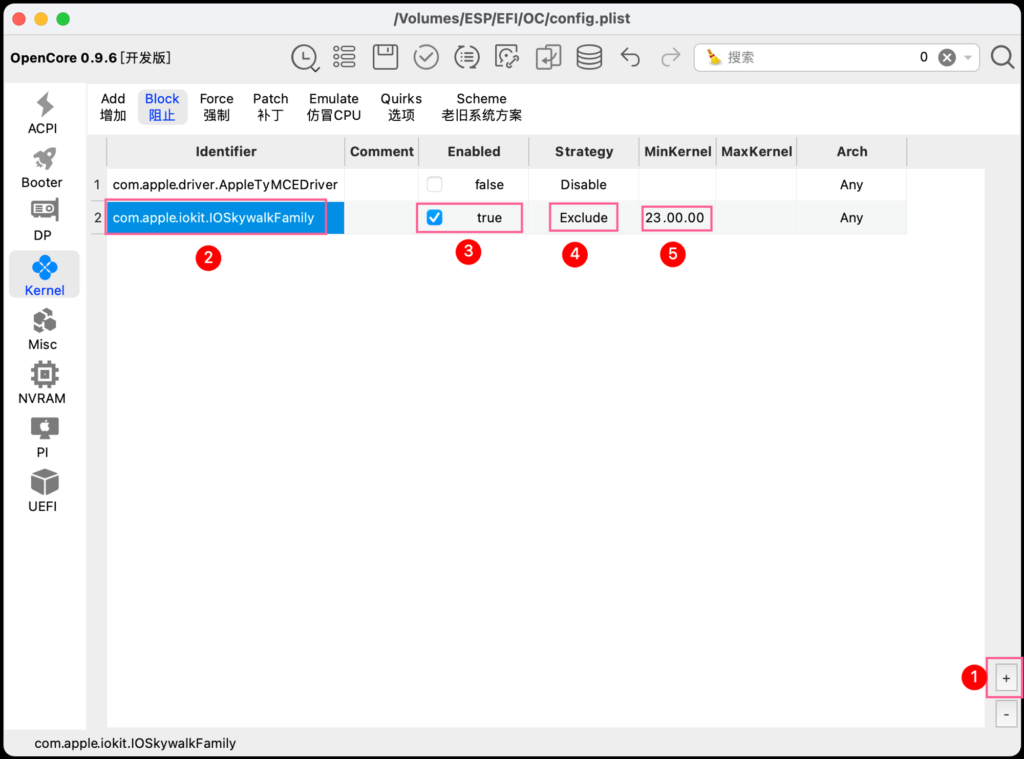 /Volumes/ESP/EFI/OC/config.plist
OpenCore 0.9.6 [开发版]
搜索
0
Add
增加
Block
阻止
Force
强制
Patch
补丁
Emulate
仿冒CPU
Quirks
选项
Scheme
老旧系统方案
ACPI
Booter
DP
Kernel
Misc
NVRAM
PI
UEFI
Identifier Comment Enabled Strategy MinKernel MaxKernel Arch
1 com.apple.driver.AppleTyMCEDriver false Disable Any
2 com.apple.iokit.IOSkywalkFamily true Exclude 23.00.00 Any
2 3 4 5
1 +
-
com.apple.iokit.IOSkywalkFamily